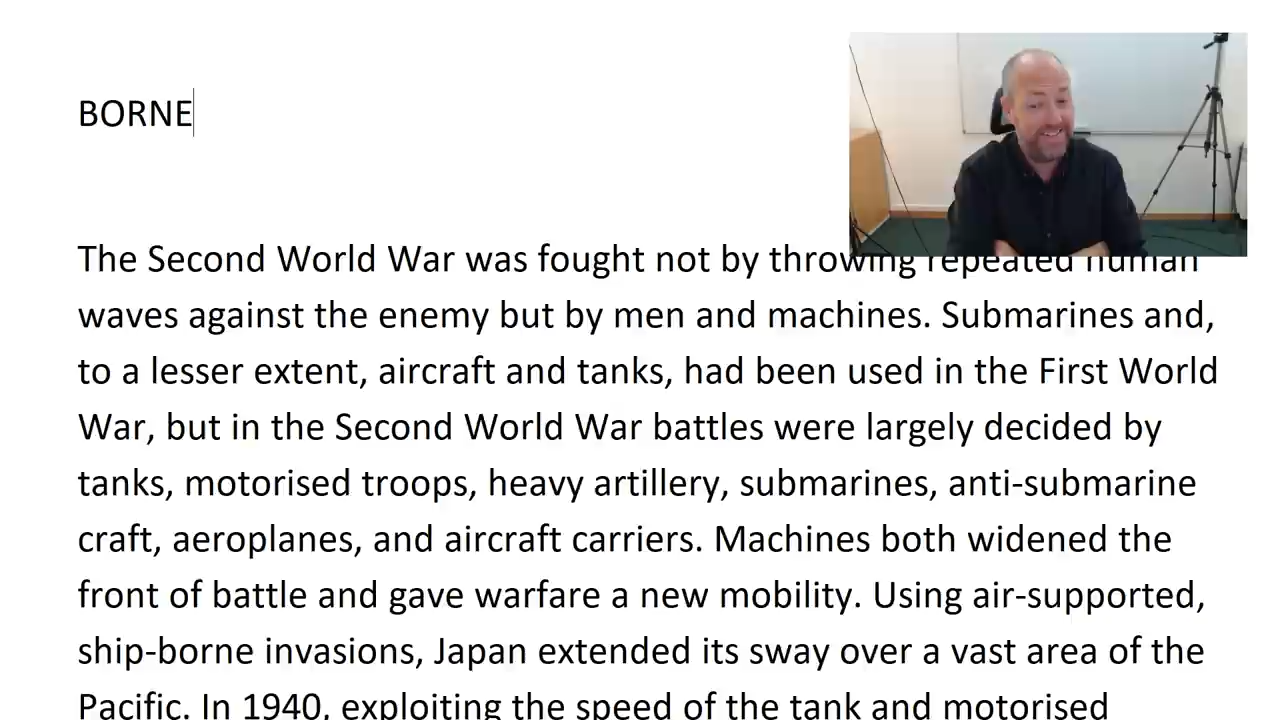 BORNE
The Second World War was fought not by throwing repeated human
waves against the enemy but by men and machines. Submarines and,
to a lesser extent, aircraft and tanks, had been used in the First World
War, but in the Second World War battles were largely decided by
tanks, motorised troops, heavy artillery, submarines, anti-submarine
craft, aeroplanes, and aircraft carriers. Machines both widened the
front of battle and gave warfare a new mobility. Using air-supported,
ship-borne invasions, Japan extended its sway over a vast area of the
Pacific. In 1940, exploiting the speed of the tank and motorised